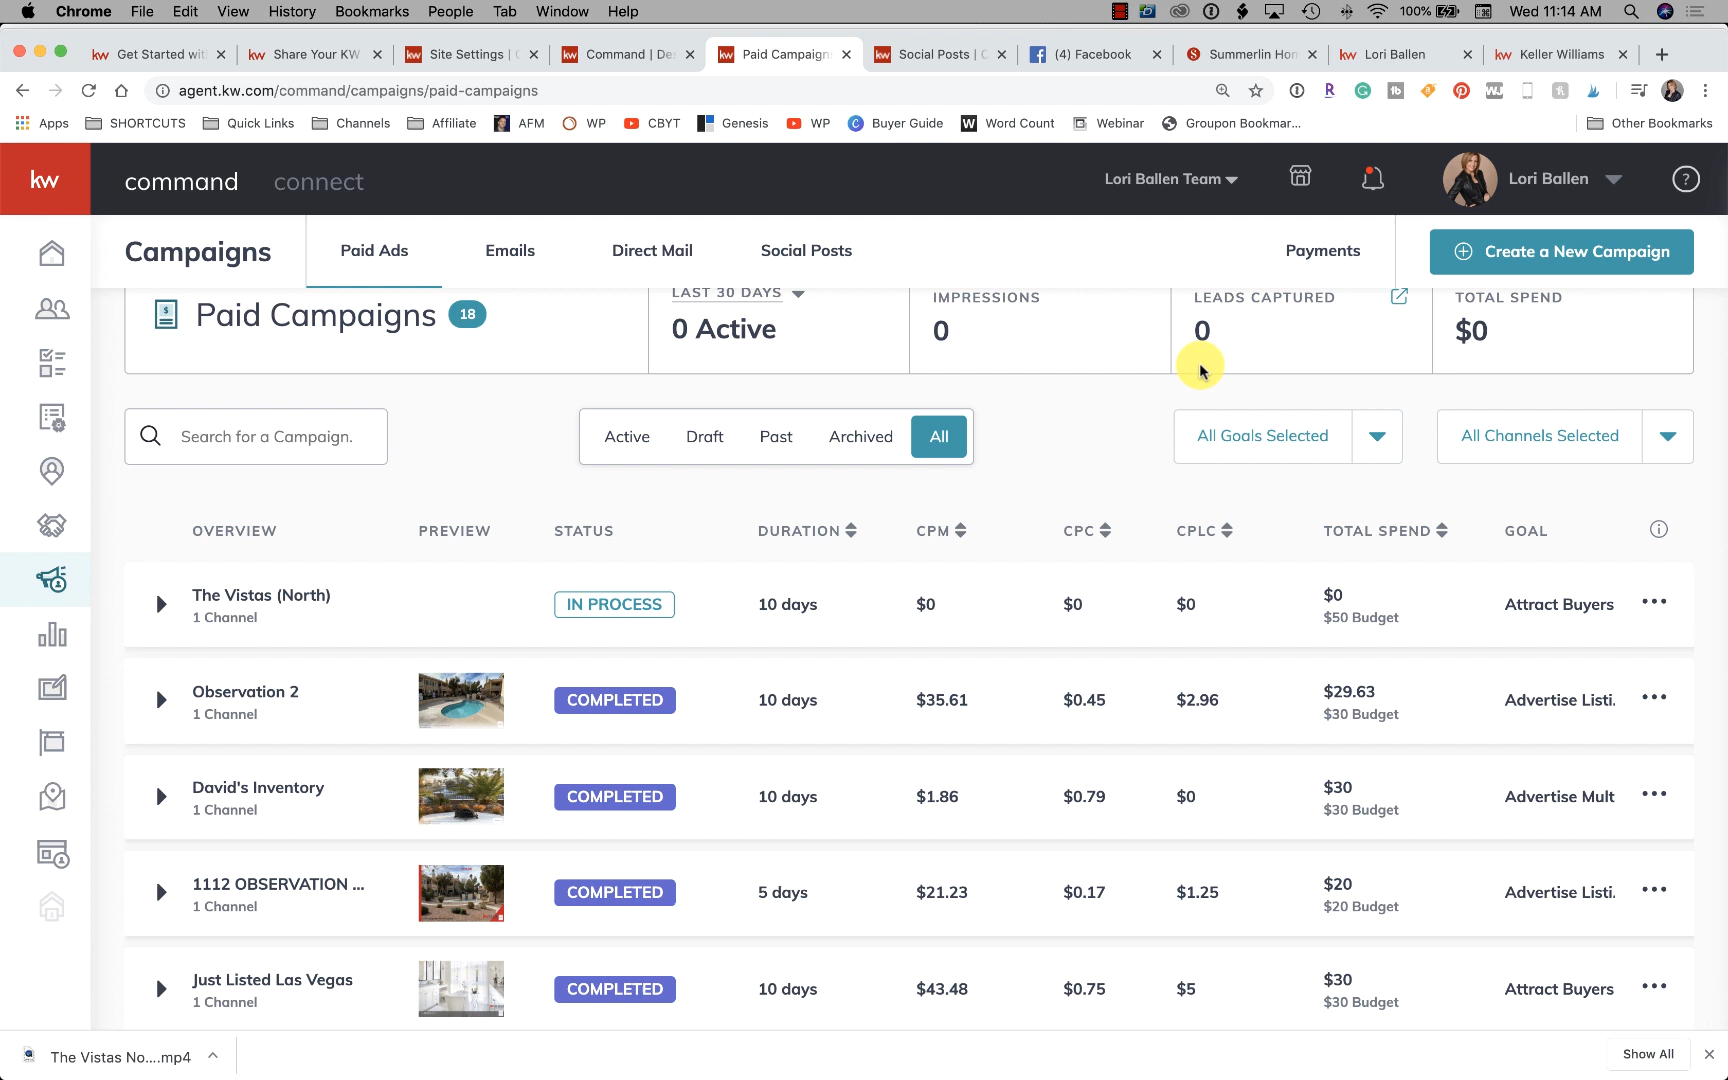 Chrome File Edit View History Bookmarks People Tab Window Help 100% Wed 11:14 AM
kw Get Started wit kw Share Your KW kw Site Settings | C kw Command | De kw Paid Campaign kw Social Posts | C (4) Facebook Summerlin Hom kw Lori Ballen kw Keller Williams
agent.kw.com/command/campaigns/paid-campaigns
Apps SHORTCUTS Quick Links Channels Affiliate AFM WP CBYT Genesis WP Buyer Guide Word Count Webinar Groupon Bookmar... Other Bookmarks
kw command connect Lori Ballen Team Lori Ballen ?
Campaigns Paid Ads Emails Direct Mail Social Posts Payments Create a New Campaign
Paid Campaigns 18
LAST 30 DAYS
0 Active
IMPRESSIONS
0
LEADS CAPTURED
0
TOTAL SPEND
$0
Search for a Campaign. Active Draft Past Archived All All Goals Selected All Channels Selected
OVERVIEW PREVIEW STATUS DURATION CPM CPC CPLC TOTAL SPEND GOAL
The Vistas (North) IN PROCESS 10 days $0 $0 $0 $0 Attract Buyers
1 Channel $50 Budget
Observation 2 COMPLETED 10 days $35.61 $0.45 $2.96 $29.63 Advertise Listi.
1 Channel $30 Budget
David's Inventory COMPLETED 10 days $1.86 $0.79 $0 $30 Advertise Mult
1 Channel $30 Budget
1112 OBSERVATION ... COMPLETED 5 days $21.23 $0.17 $1.25 $20 Advertise Listi.
1 Channel $20 Budget
Just Listed Las Vegas COMPLETED 10 days $43.48 $0.75 $5 $30 Attract Buyers
1 Channel $30 Budget
The Vistas No....mp4 Show All